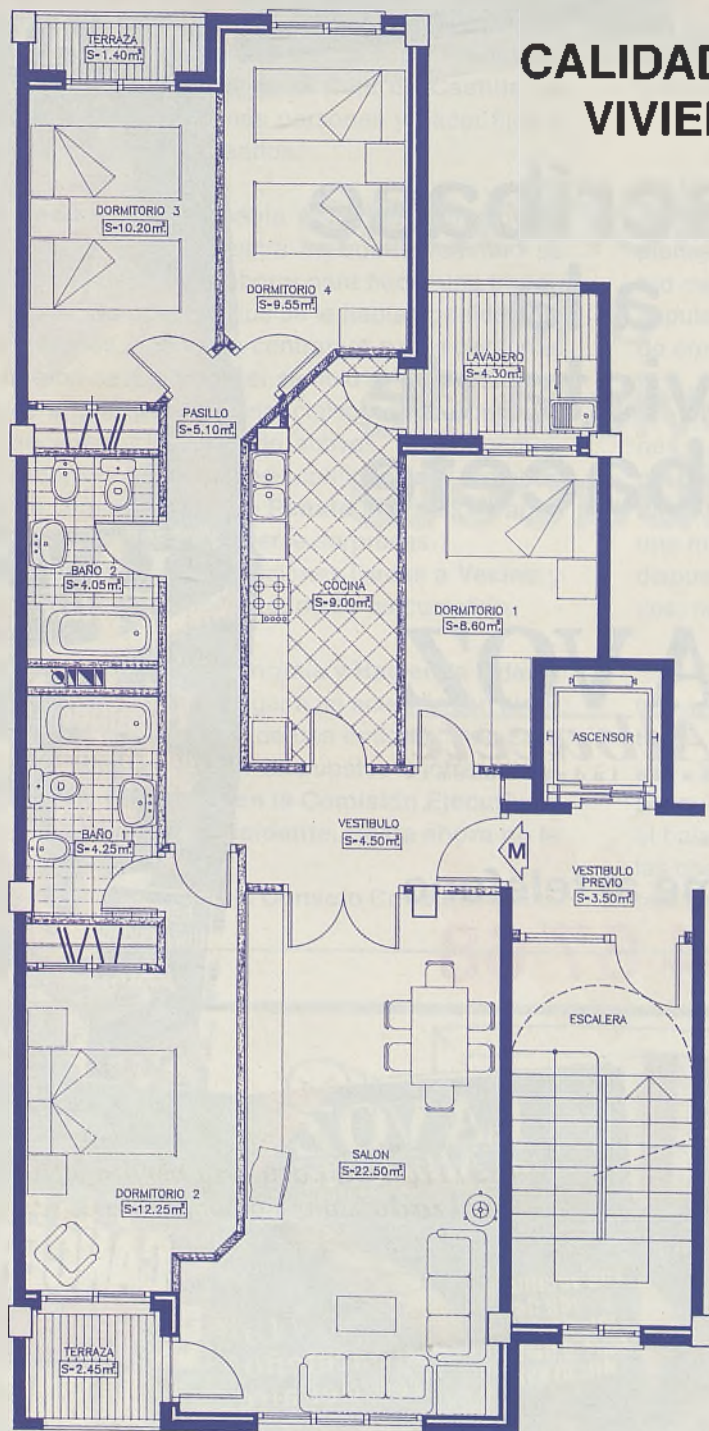 CALIDAD
VIVIE
TERRAZA
S-1.40m².
DORMITORIO 3
S-10.20m².
DORMITORIO 4
S-9.55m².
LAVADERO
S-4.30m².
PASILLO
S-5.10m².
BAÑO 2
S-4.05m².
COCINA
S-9.00m².
DORMITORIO 1
S-8.60m².
ASCENSOR
BAÑO
S-4.25m².
VESTIBULO
S-4.50m².
M
VESTIBULO
PREVIO
S-3.50m².
ESCALERA
SALON
S-22.50m².
DORMITORIO 2
S-12.25m².
TERRAZA
S-2.45m².